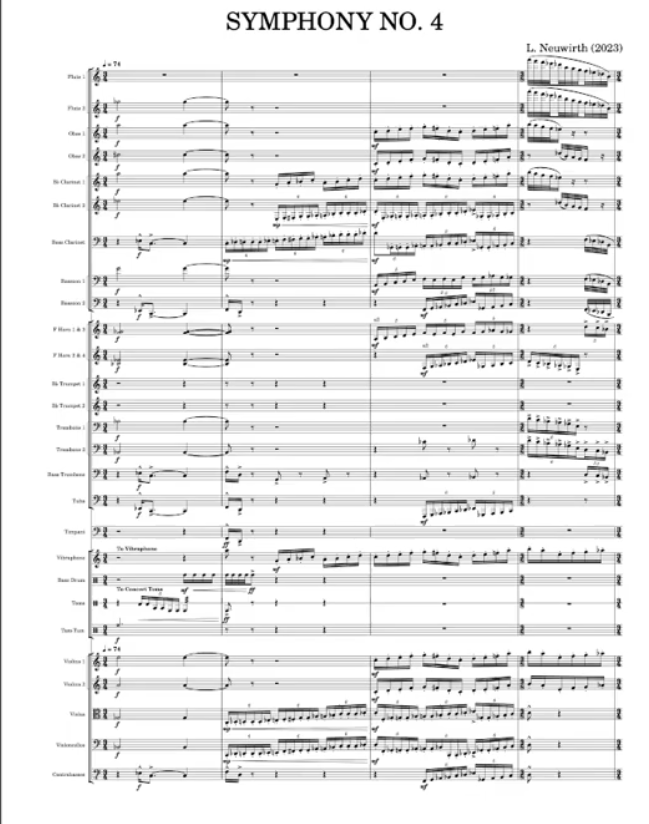 SYMPHONY NO. 4
L. Neuwirth (2023)
♩ = 74
Flute 1
Flute 2
Oboe 1
Oboe 2
B♭ Clarinet 1
B♭ Clarinet 2
Bass Clarinet
Bassoon 1
Bassoon 2
F Horn 1 & 3
F Horn 2 & 4
B♭ Trumpet 1
B♭ Trumpet 2
Trombone 1
Trombone 2
Bass Trombone
Tuba
Timpani
To Vibraphone
Vibraphone
Bass Drum
To Concert Toms
Toms
Tam-Tam
♩ = 74
Violin 1
Violin 2
Violas
Violoncellos
Contrabasses